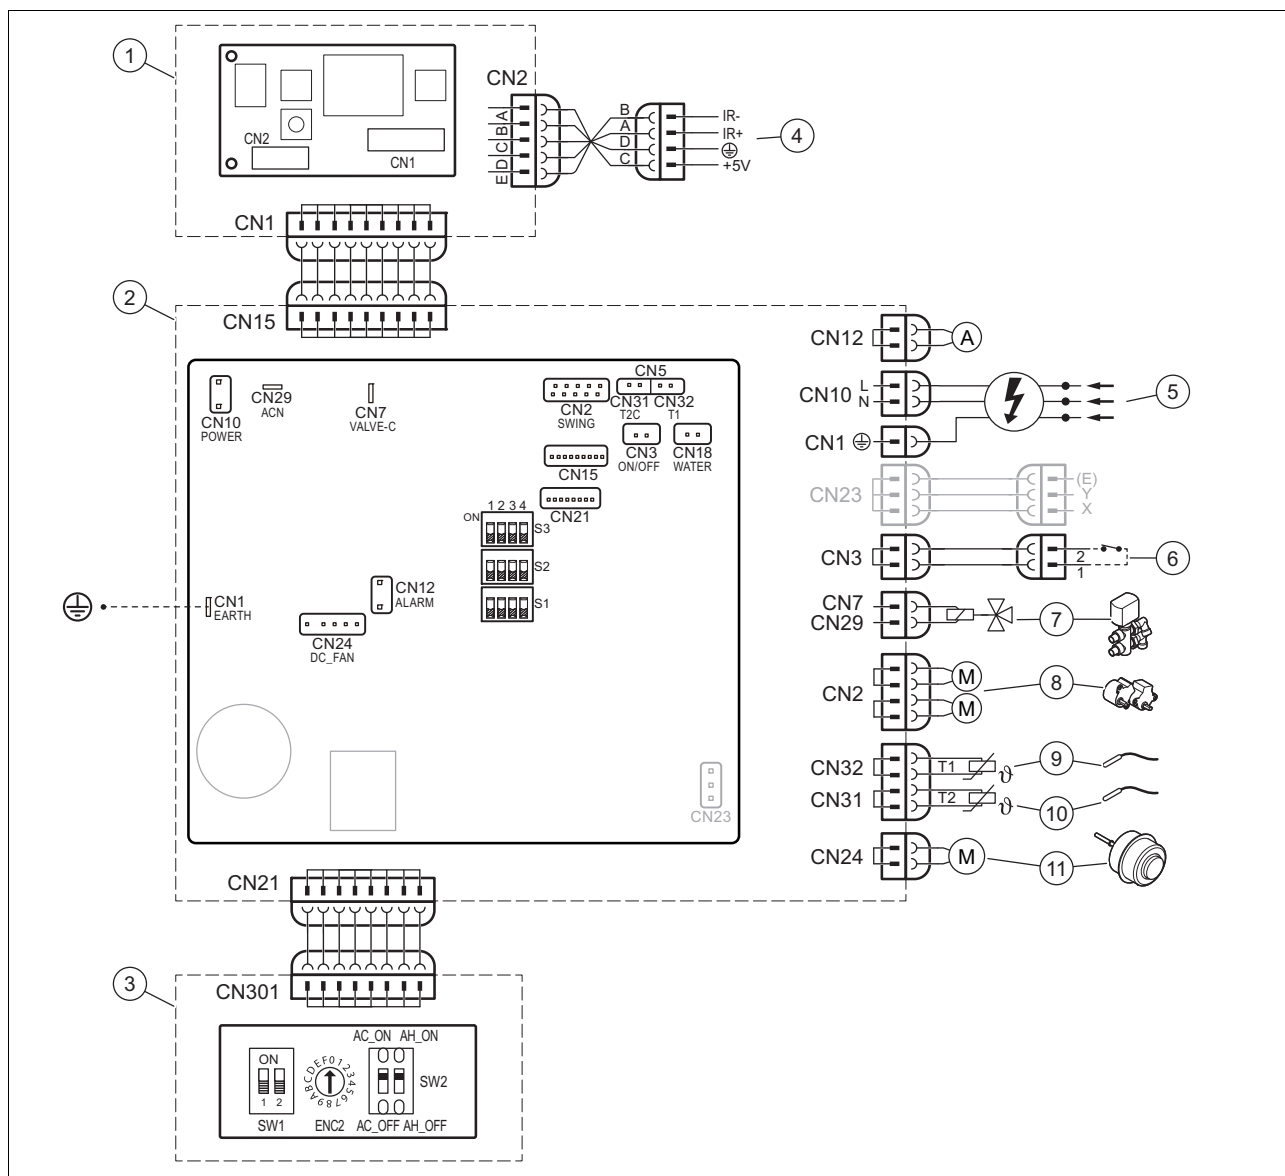 1
CN2
CN1
CN2
A
B
C
D
E
B
A
D
C
IR-
IR+
+5V
4
CN1
2
CN15
CN10
POWER
CN29
ACN
CN7
VALVE-C
CN2
SWING
CN5
CN31
T2C
CN32
T1
CN3
ON/OFF
CN18
WATER
CN15
CN21
1 2 3 4
ON
S3
S2
S1
CN12
ALARM
CN1
EARTH
CN24
DC_FAN
CN23
CN12
A
CN10
L
N
5
CN1
CN23
(E)
Y
X
CN3
2
1
6
CN7
CN29
7
CN2
M
M
8
CN32
T1
ϑ
9
CN31
T2
ϑ
10
CN24
M
11
CN21
3
CN301
ON
1 2
SW1
ABCDEF0123456789
ENC2
AC_ON AH_ON
SW2
AC_OFF AH_OFF